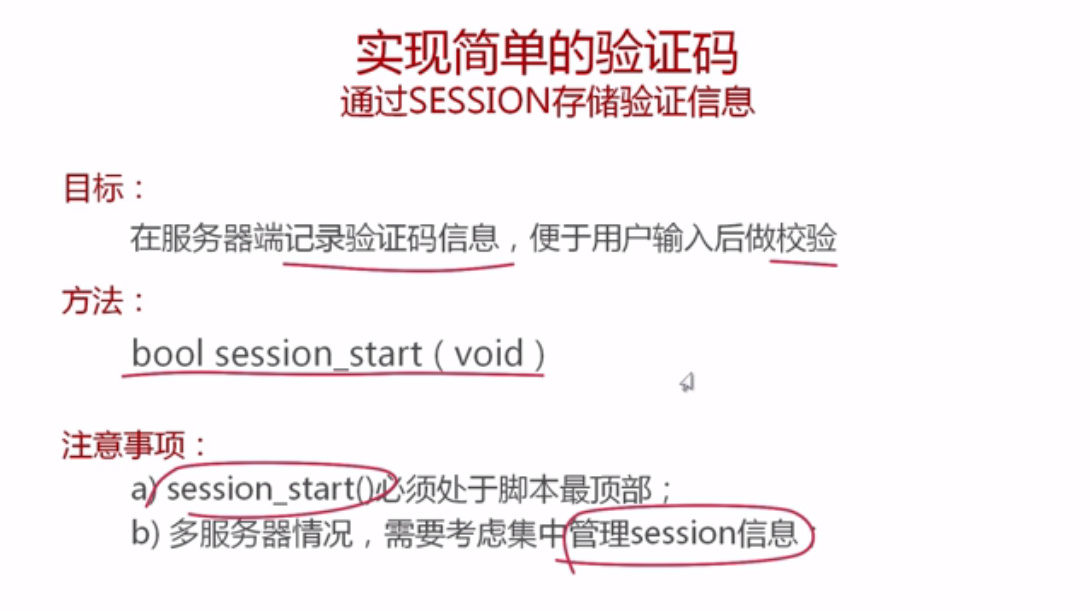 实现简单的验证码
通过SESSION存储验证信息
目标：
在服务器端记录验证码信息，便于用户输入后做校验
方法：
bool session_start ( void )
注意事项：
a) session_start()必须处于脚本最顶部；
b) 多服务器情况，需要考虑集中管理session信息；